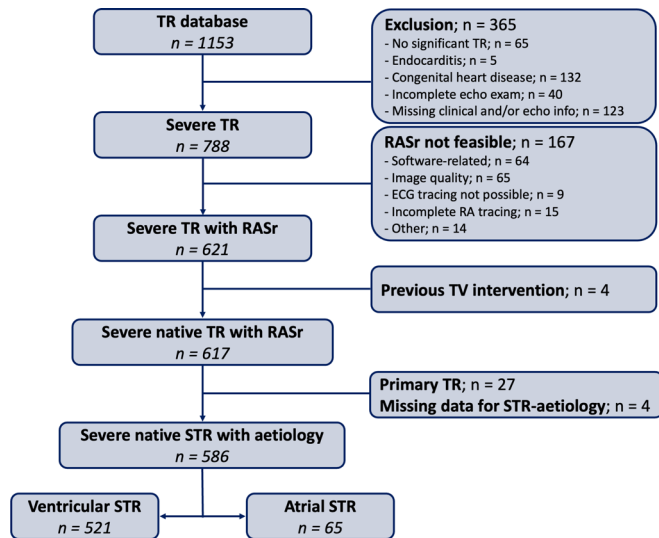 TR database
n = 1153
Exclusion; n = 365
- No significant TR; n = 65
- Endocarditis; n = 5
- Congenital heart disease; n = 132
- Incomplete echo exam; n = 40
- Missing clinical and/or echo info; n = 123
Severe TR
n = 788
RASr not feasible; n = 167
- Software-related; n = 64
- Image quality; n = 65
- ECG tracing not possible; n = 9
- Incomplete RA tracing; n = 15
- Other; n = 14
Severe TR with RASr
n = 621
Previous TV intervention; n = 4
Severe native TR with RASr
n = 617
Primary TR; n = 27
Missing data for STR-aetiology; n = 4
Severe native STR with aetiology
n = 586
Ventricular STR
n = 521
Atrial STR
n = 65